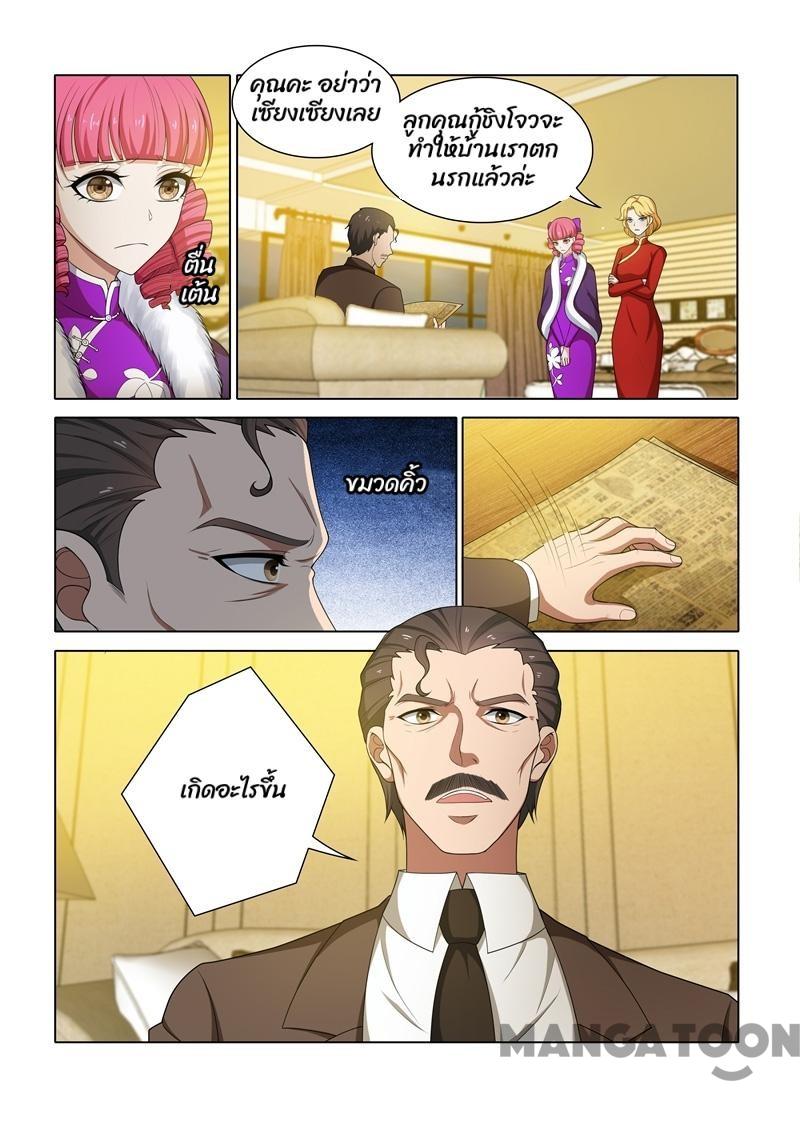 คุณคะ อย่าว่า
เซียงเซียงเลย
ลูกคุณกู้ชิงโจวจะ
ทำให้บ้านเราตก
นรกแล้วล่ะ
ตื่น
เต้น
ขมวดคิ้ว
เกิดอะไรขึ้น
MANGATOON